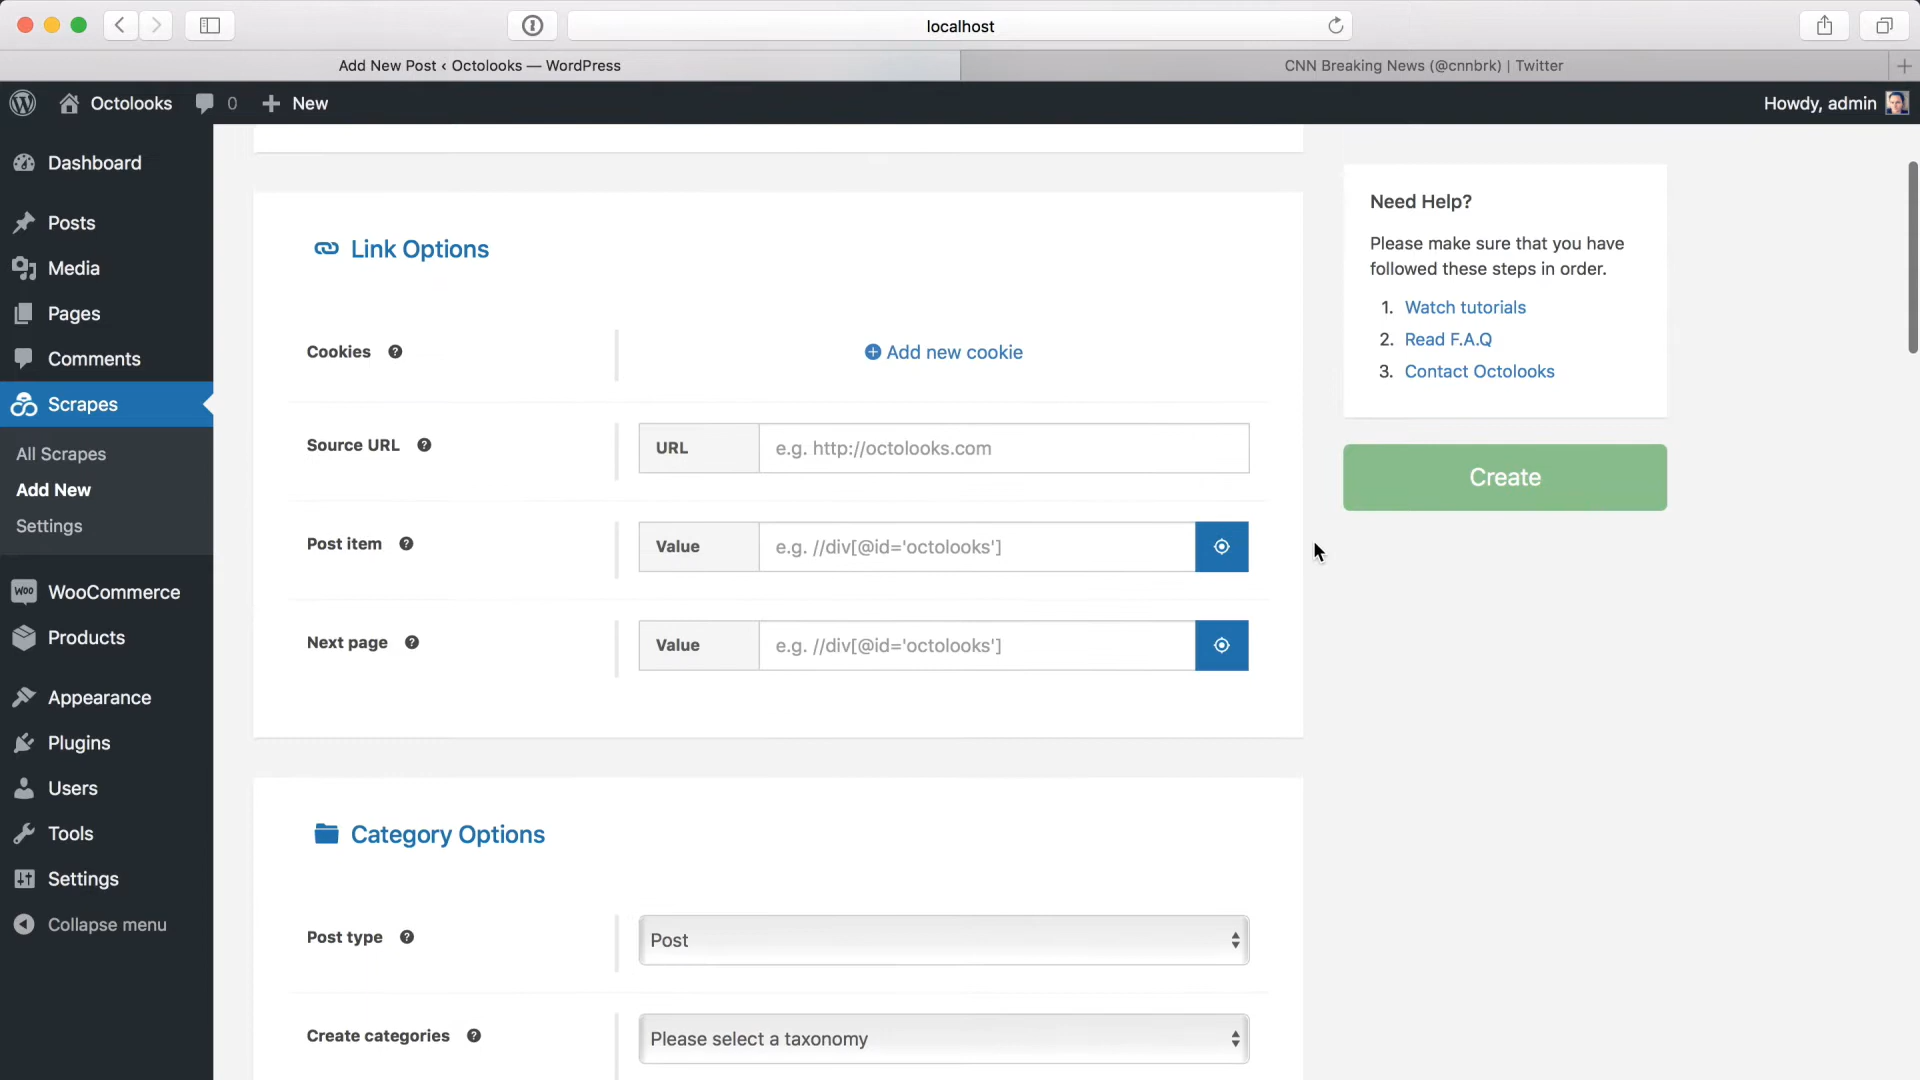 localhost
Add New Post ‹ Octolooks — WordPress
CNN Breaking News (@cnnbrk) | Twitter
Octolooks
0
New
Howdy, admin
Dashboard
Posts
Media
Pages
Comments
Scrapes
All Scrapes
Add New
Settings
WOO WooCommerce
Products
Appearance
Plugins
Users
Tools
Settings
Collapse menu
Link Options
Cookies
Add new cookie
Source URL
URL
e.g. http://octolooks.com
Post item
Value
e.g. //div[@id='octolooks']
Next page
Value
e.g. //div[@id='octolooks']
Category Options
Post type
Post
Create categories
Please select a taxonomy
Need Help?
Please make sure that you have
followed these steps in order.
1. Watch tutorials
2. Read F.A.Q
3. Contact Octolooks
Create